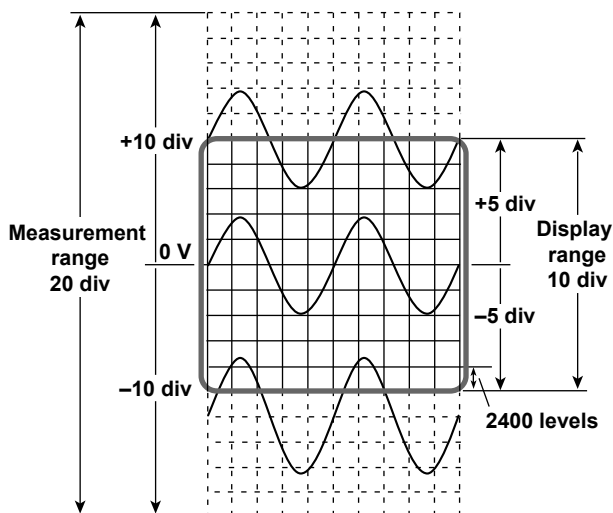 +10 div
+5 div
Measurement
range
20 div
0 V
Display
range
10 div
–5 div
–10 div
2400 levels